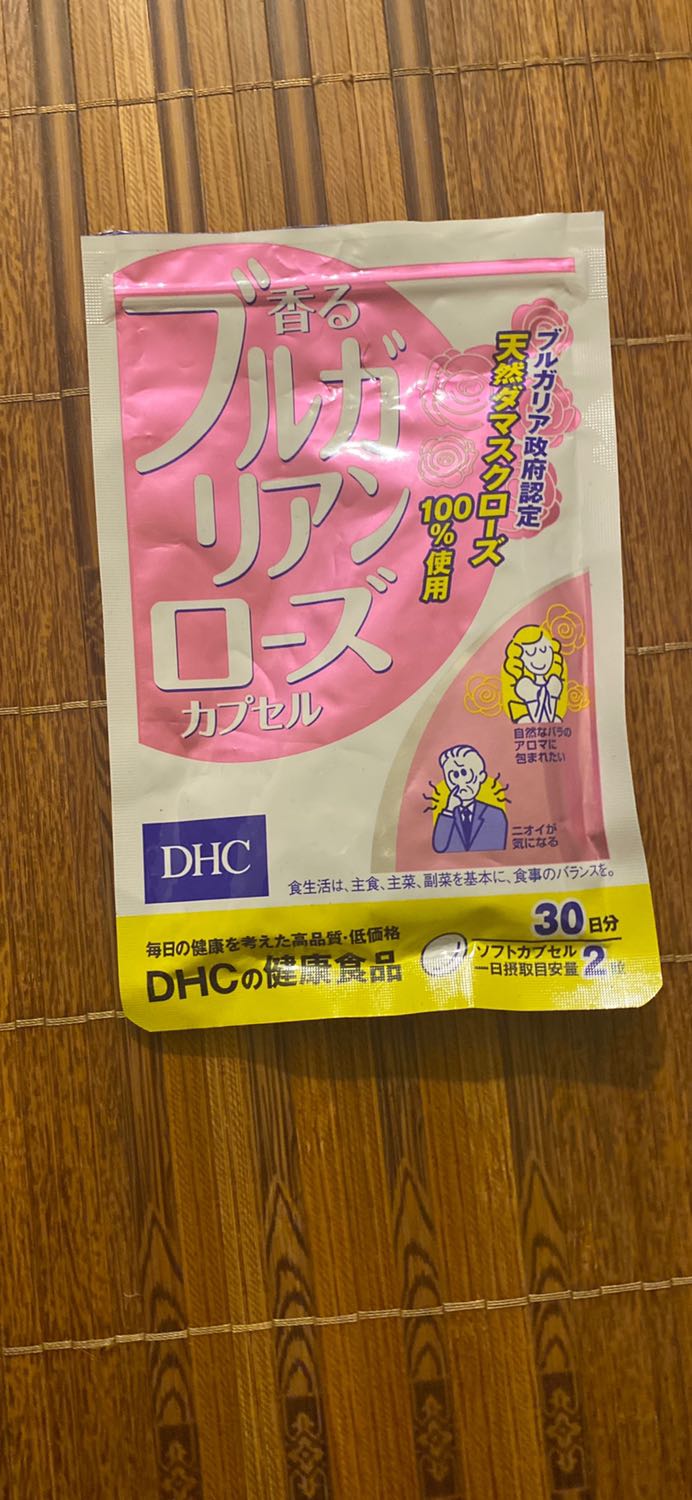 香る
ブルガ
リアン
ローズ
カプセル
ブルガリア政府認定
天然ダマスクローズ
100%使用
自然なバラの
アロマに
包まれたい
ニオイが
気になる
DHC
食生活は、主食、主菜、副菜を基本に、食事のバランスを。
毎日の健康を考えた高品質・低価格
DHCの健康食品
30日分
ソフトカプセル
一日摂取目安量2粒